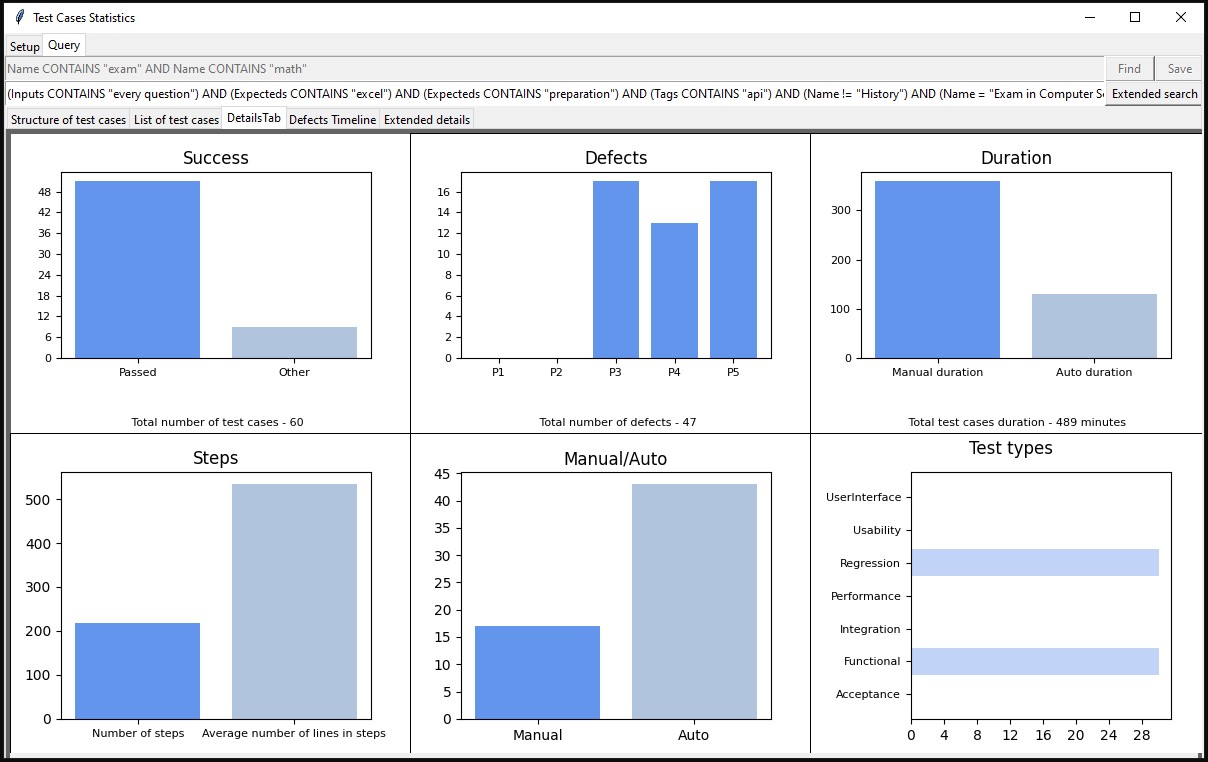 Test Cases Statistics
Setup Query
Name CONTAINS "exam" AND Name CONTAINS "math" Find Save
(Inputs CONTAINS "every question") AND (Expecteds CONTAINS "excel") AND (Expecteds CONTAINS "preparation") AND (Tags CONTAINS "api") AND (Name != "History") AND (Name = "Exam in Computer Sc Extended search
Structure of test cases List of test cases DetailsTab Defects Timeline Extended details
Success
48
42
36
30
24
18
12
6
0
Passed Other
Total number of test cases - 60
Defects
16
14
12
10
8
6
4
2
0
P1 P2 P3 P4 P5
Total number of defects - 47
Duration
300
200
100
0
Manual duration Auto duration
Total test cases duration - 489 minutes
Steps
500
400
300
200
100
0
Number of steps Average number of lines in steps
Manual/Auto
45
40
35
30
25
20
15
10
5
0
Manual Auto
Test types
UserInterface
Usability
Regression
Performance
Integration
Functional
Acceptance
0 4 8 12 16 20 24 28